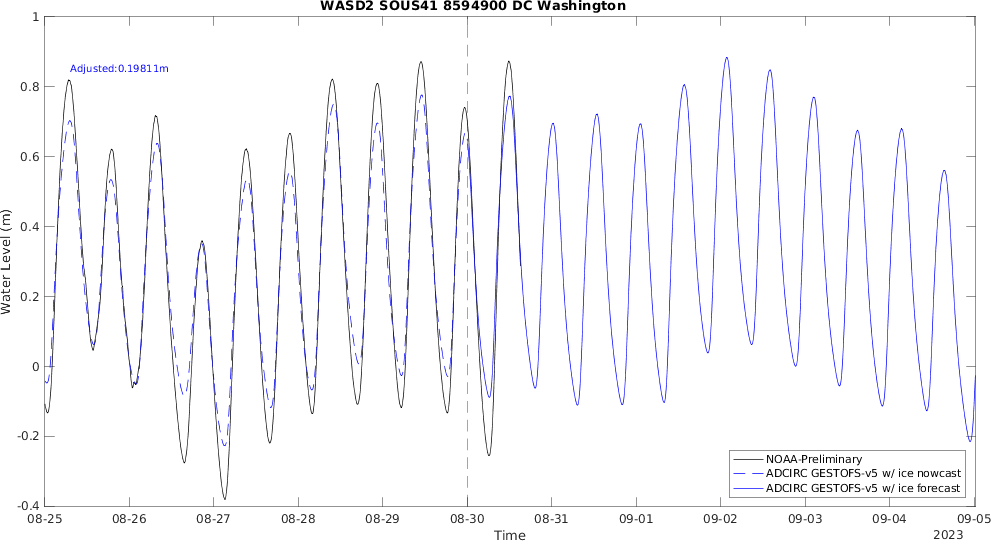 WASD2 SOUS41 8594900 DC Washington
Adjusted:0.19811m
Water Level (m)
1
0.8
0.6
0.4
0.2
0
-0.2
-0.4
NOAA-Preliminary
ADCIRC GESTOFS-v5 w/ ice nowcast
ADCIRC GESTOFS-v5 w/ ice forecast
08-25 08-26 08-27 08-28 08-29 08-30 08-31 09-01 09-02 09-03 09-04 09-05
Time
2023